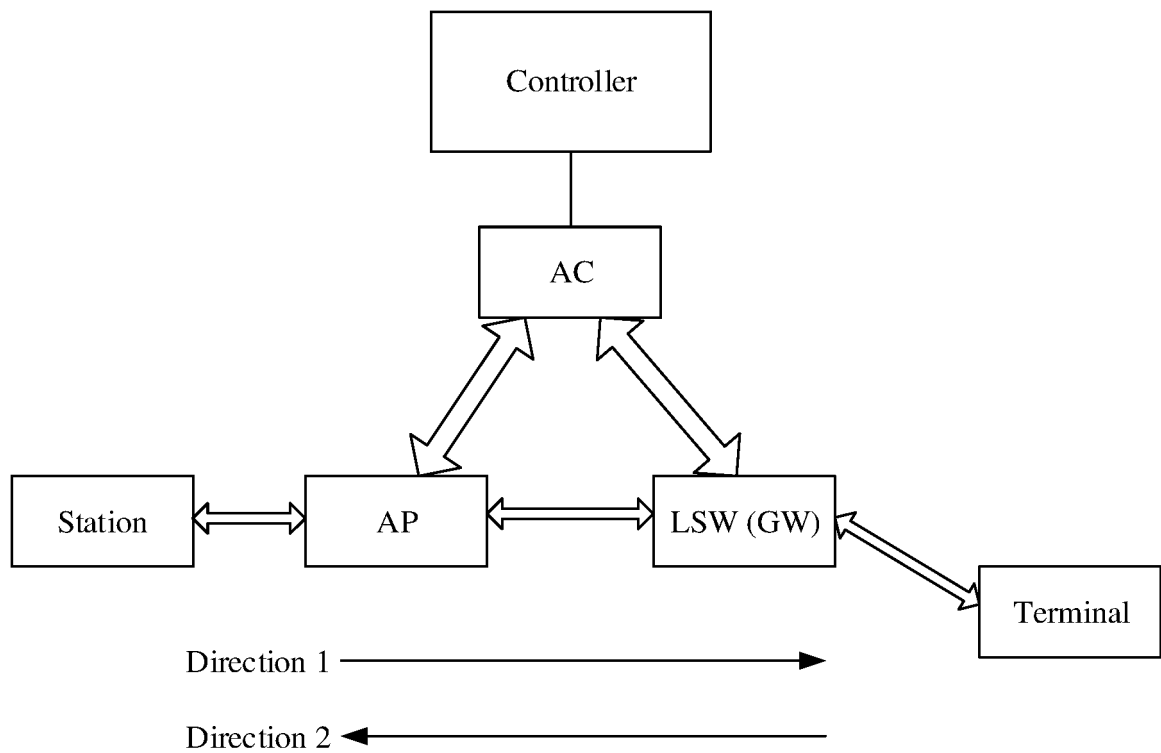 Controller
AC
Station
AP
LSW (GW)
Terminal
Direction 1
Direction 2